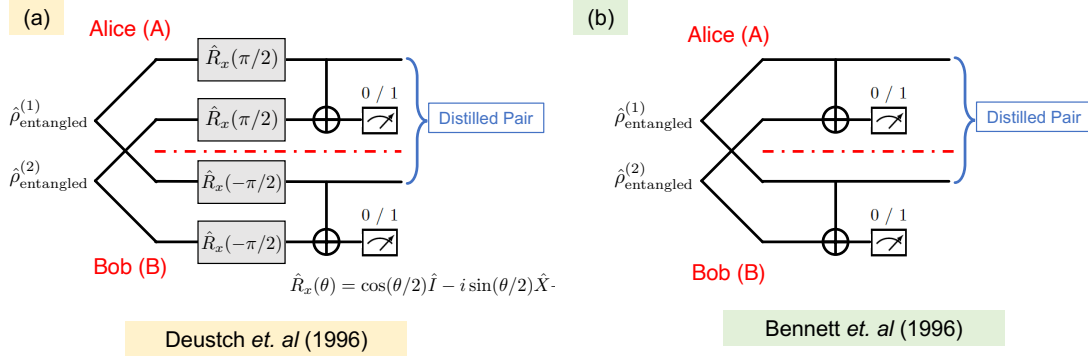 (a)
Alice (A)
R̂ₓ(π/2)
0 / 1
ρ̂⁽¹⁾entangled
R̂ₓ(π/2)
Distilled Pair
ρ̂⁽²⁾entangled
R̂ₓ(−π/2)
0 / 1
R̂ₓ(−π/2)
Bob (B)
R̂ₓ(θ) = cos(θ/2)Î − i sin(θ/2)X̂
Deustch et. al (1996)
(b)
Alice (A)
0 / 1
ρ̂⁽¹⁾entangled
Distilled Pair
ρ̂⁽²⁾entangled
0 / 1
Bob (B)
Bennett et. al (1996)